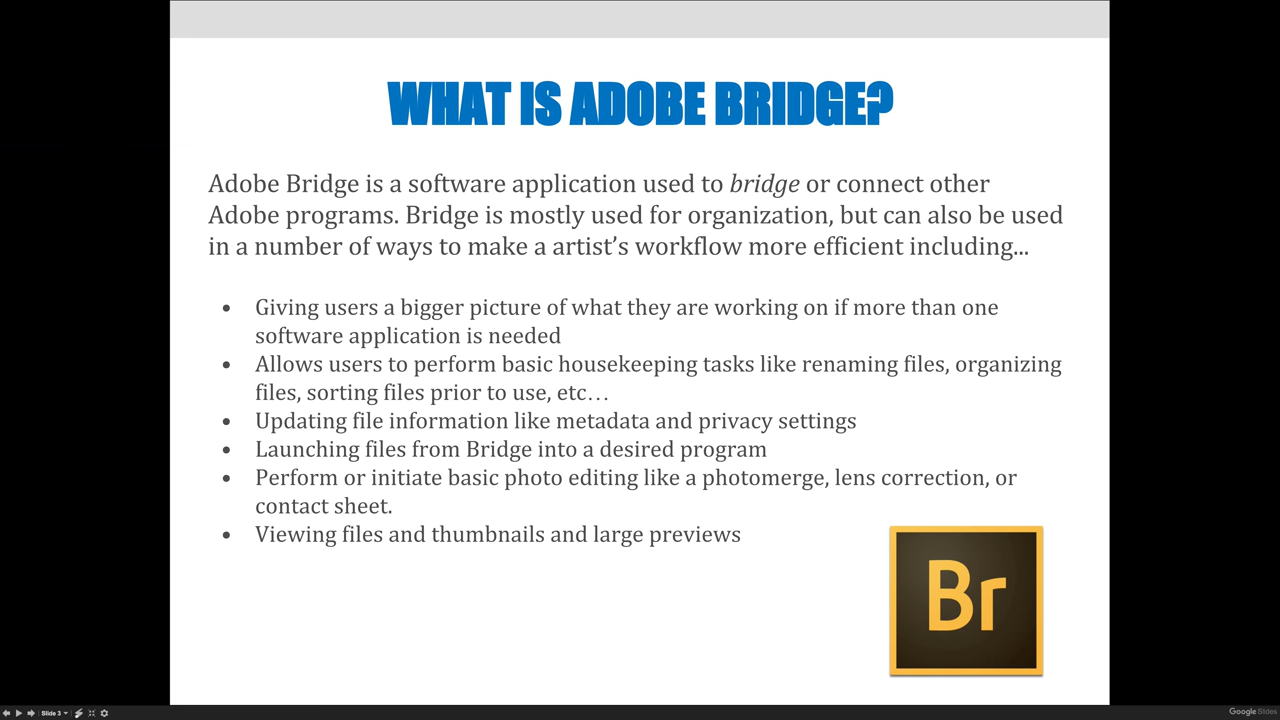 WHAT IS ADOBE BRIDGE?
Adobe Bridge is a software application used to bridge or connect other
Adobe programs. Bridge is mostly used for organization, but can also be used
in a number of ways to make a artist’s workflow more efficient including...
• Giving users a bigger picture of what they are working on if more than one
software application is needed
• Allows users to perform basic housekeeping tasks like renaming files, organizing
files, sorting files prior to use, etc…
• Updating file information like metadata and privacy settings
• Launching files from Bridge into a desired program
• Perform or initiate basic photo editing like a photomerge, lens correction, or
contact sheet.
• Viewing files and thumbnails and large previews
Br
Slide 3
Google Slides